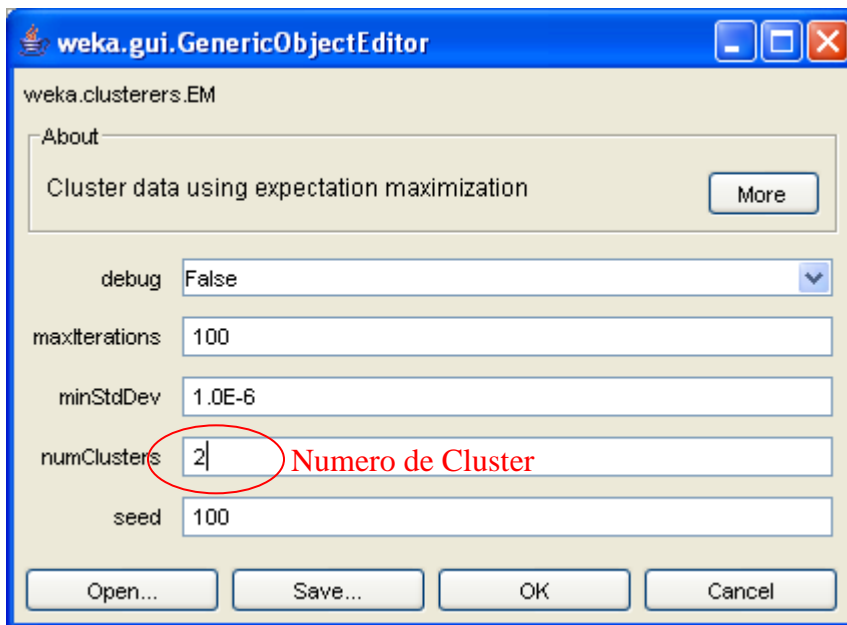 weka.gui.GenericObjectEditor
weka.clusterers.EM
About
Cluster data using expectation maximization
More
debug False
maxIterations 100
minStdDev 1.0E-6
numClusters 2 Numero de Cluster
seed 100
Open... Save... OK Cancel